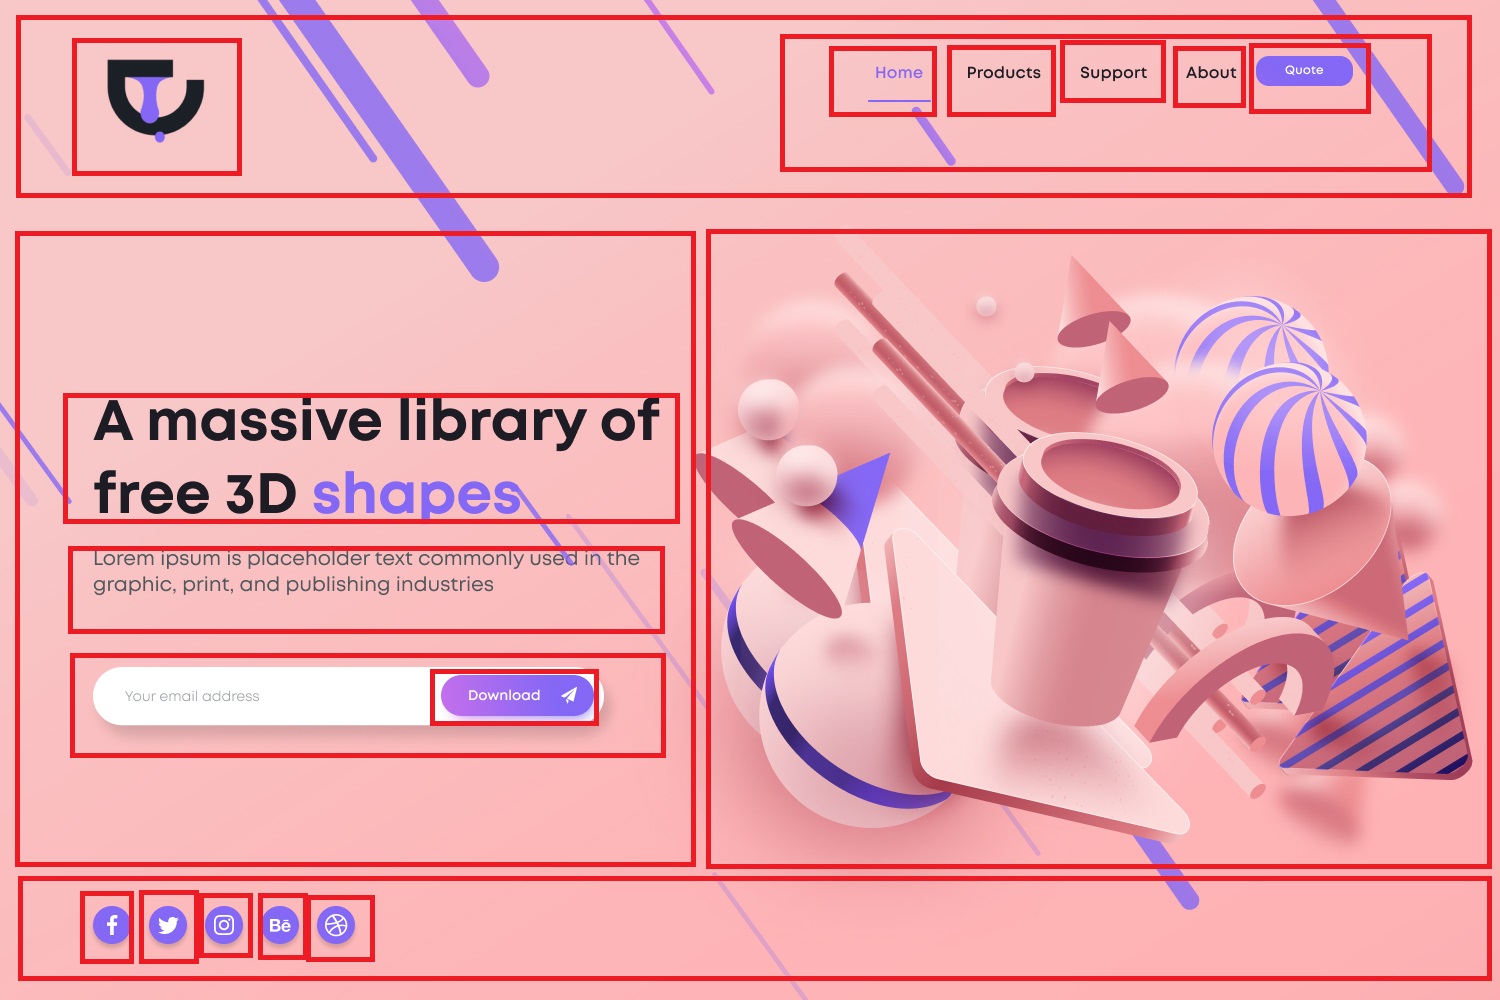 Home
Products
Support
About
Quote
A massive library of
free 3D shapes
Lorem ipsum is placeholder text commonly used in the
graphic, print, and publishing industries
Your email address
Download
Bē